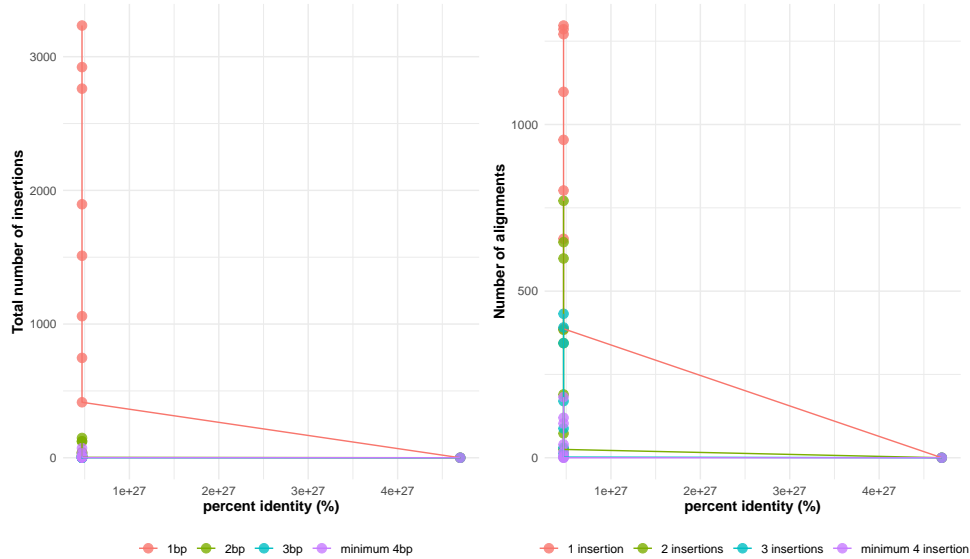 Total number of insertions
3000
2000
1000
0
1e+27 2e+27 3e+27 4e+27
percent identity (%)
1bp 2bp 3bp minimum 4bp
Number of alignments
1000
500
0
1e+27 2e+27 3e+27 4e+27
percent identity (%)
1 insertion 2 insertions 3 insertions minimum 4 insertion